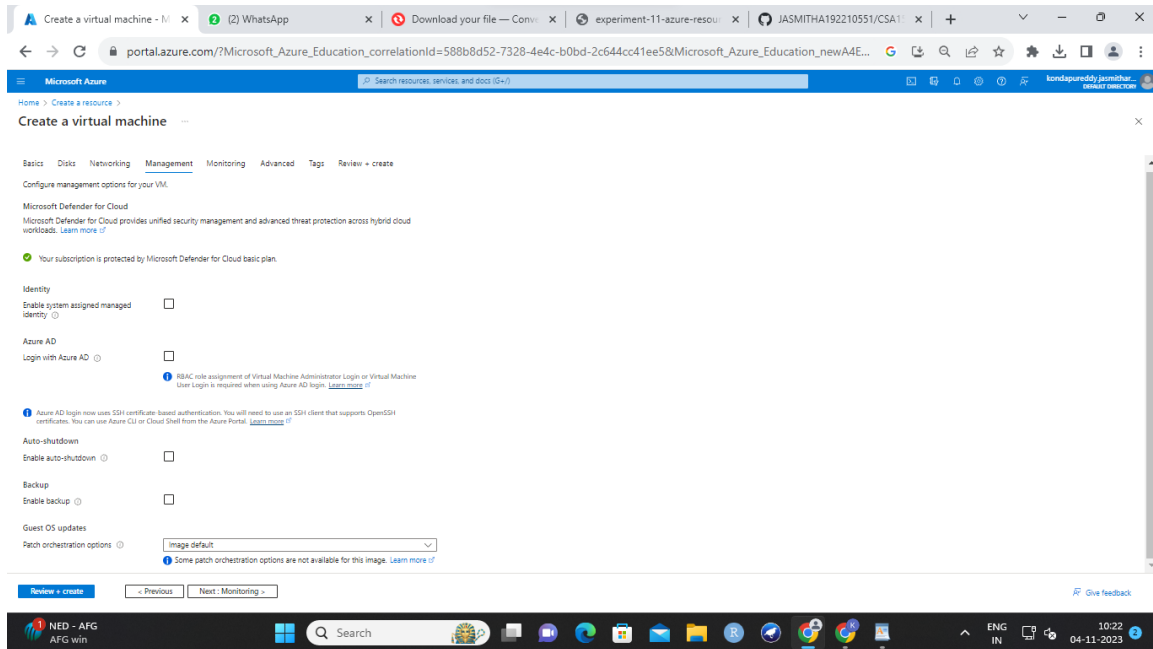 Create a virtual machine - M
(2) WhatsApp
Download your file — Conve
experiment-11-azure-resour
JASMITHA192210551/CSA15
portal.azure.com/?Microsoft_Azure_Education_correlationId=588b8d52-7328-4e4c-b0bd-2c644cc41ee5&Microsoft_Azure_Education_newA4E...
Microsoft Azure
Search resources, services, and docs (G+/)
kondapureddy.jasmithar...
DEFAULT DIRECTORY
Home > Create a resource >
Create a virtual machine ...
Basics Disks Networking Management Monitoring Advanced Tags Review + create
Configure management options for your VM.
Microsoft Defender for Cloud
Microsoft Defender for Cloud provides unified security management and advanced threat protection across hybrid cloud
workloads. Learn more
Your subscription is protected by Microsoft Defender for Cloud basic plan.
Identity
Enable system assigned managed
identity
Azure AD
Login with Azure AD
RBAC role assignment of Virtual Machine Administrator Login or Virtual Machine
User Login is required when using Azure AD login. Learn more
Azure AD login now uses SSH certificate-based authentication. You will need to use an SSH client that supports OpenSSH
certificates. You can use Azure CLI or Cloud Shell from the Azure Portal. Learn more
Auto-shutdown
Enable auto-shutdown
Backup
Enable backup
Guest OS updates
Patch orchestration options
Image default
Some patch orchestration options are not available for this image. Learn more
Review + create
< Previous
Next : Monitoring >
Give feedback
1
NED - AFG
AFG win
Search
R
K
ENG
IN
10:22
04-11-2023
2